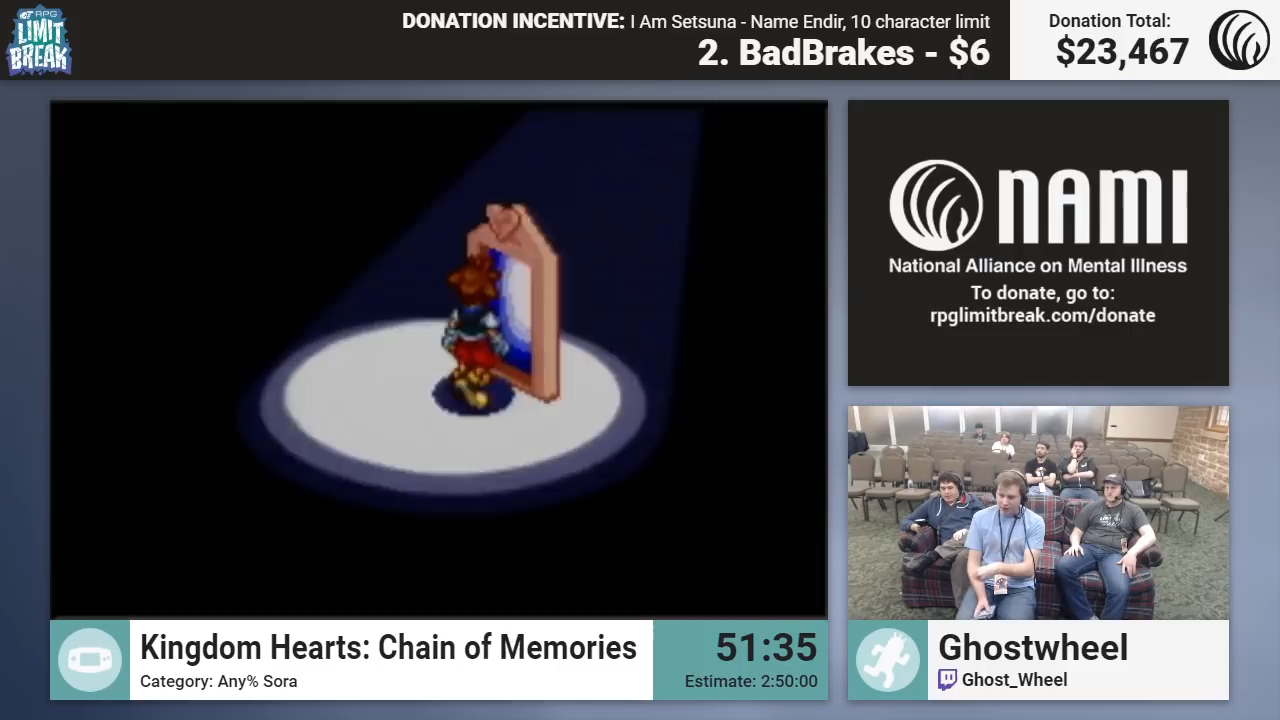 RPG
LIMIT
BREAK
DONATION INCENTIVE: I Am Setsuna - Name Endir, 10 character limit
2. BadBrakes - $6
Donation Total:
$23,467
NAMI
National Alliance on Mental Illness
To donate, go to:
rpglimitbreak.com/donate
Kingdom Hearts: Chain of Memories
Category: Any% Sora
51:35
Estimate: 2:50:00
Ghostwheel
Ghost_Wheel